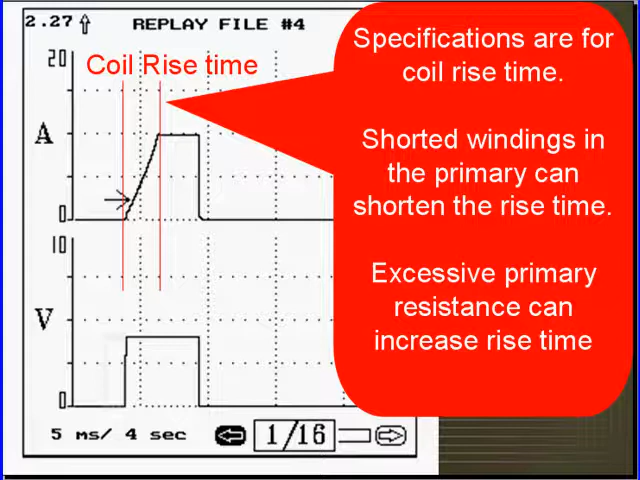 2.27 REPLAY FILE #4
20
Coil Rise time
A
0
10
V
0
5 ms/ 4 sec
1/16
Specifications are for
coil rise time.
Shorted windings in
the primary can
shorten the rise time.
Excessive primary
resistance can
increase rise time